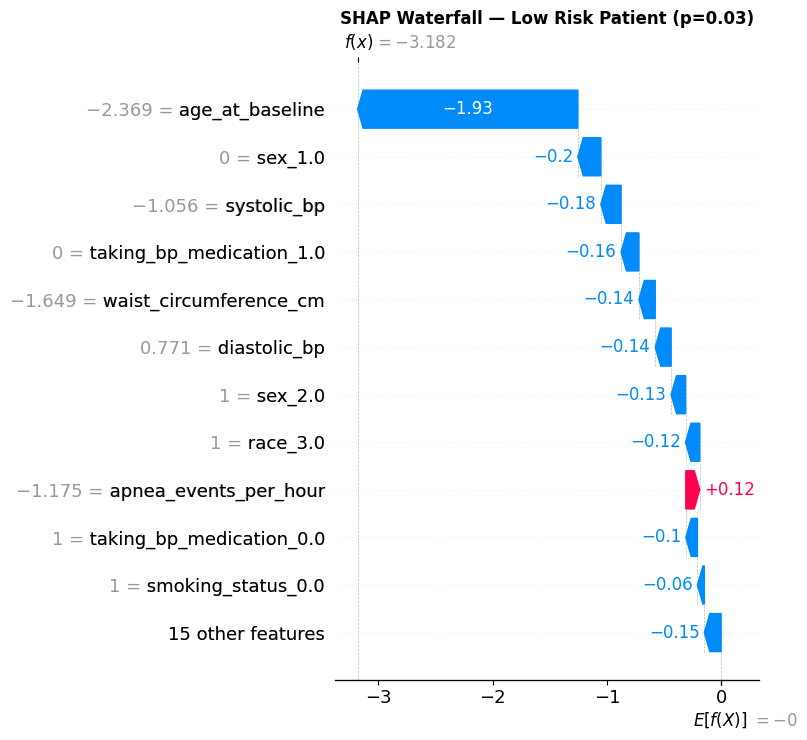 SHAP Waterfall — Low Risk Patient (p=0.03)
f(x) = −3.182
−2.369 = age_at_baseline −1.93
0 = sex_1.0 −0.2
−1.056 = systolic_bp −0.18
0 = taking_bp_medication_1.0 −0.16
−1.649 = waist_circumference_cm −0.14
0.771 = diastolic_bp −0.14
1 = sex_2.0 −0.13
1 = race_3.0 −0.12
−1.175 = apnea_events_per_hour +0.12
1 = taking_bp_medication_0.0 −0.1
1 = smoking_status_0.0 −0.06
15 other features −0.15
−3 −2 −1 0
E[f(X)] = −0